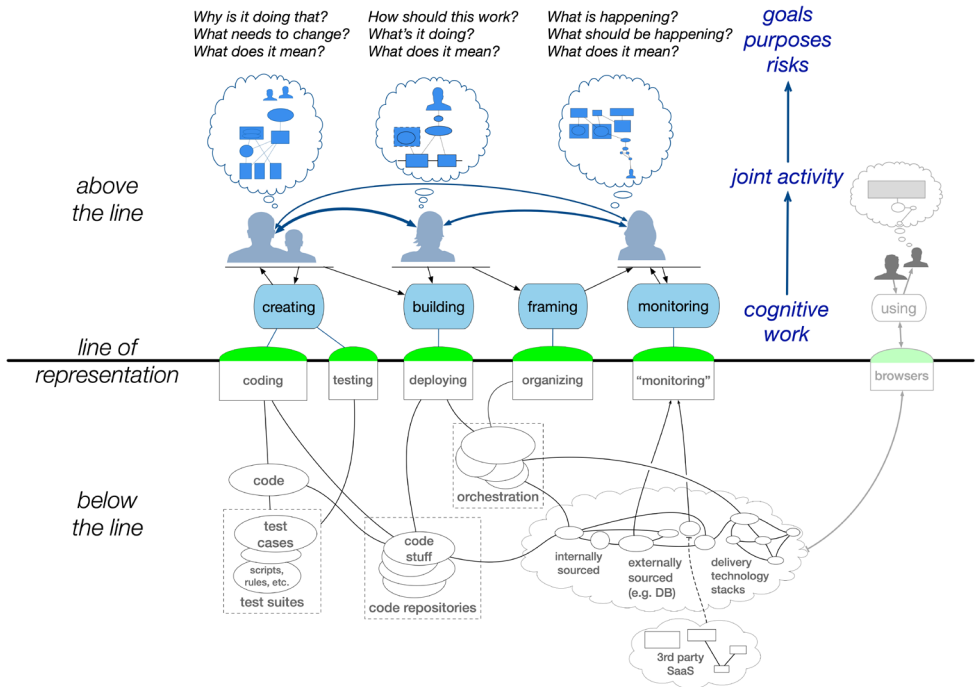 Why is it doing that?
What needs to change?
What does it mean?
How should this work?
What's it doing?
What does it mean?
What is happening?
What should be happening?
What does it mean?
goals
purposes
risks
above
the line
joint activity
creating
building
framing
monitoring
cognitive
work
using
line of
representation
coding
testing
deploying
organizing
“monitoring”
browsers
below
the line
code
test
cases
scripts,
rules, etc.
test suites
code
stuff
code repositories
orchestration
internally
sourced
externally
sourced
(e.g. DB)
delivery
technology
stacks
3rd party
SaaS